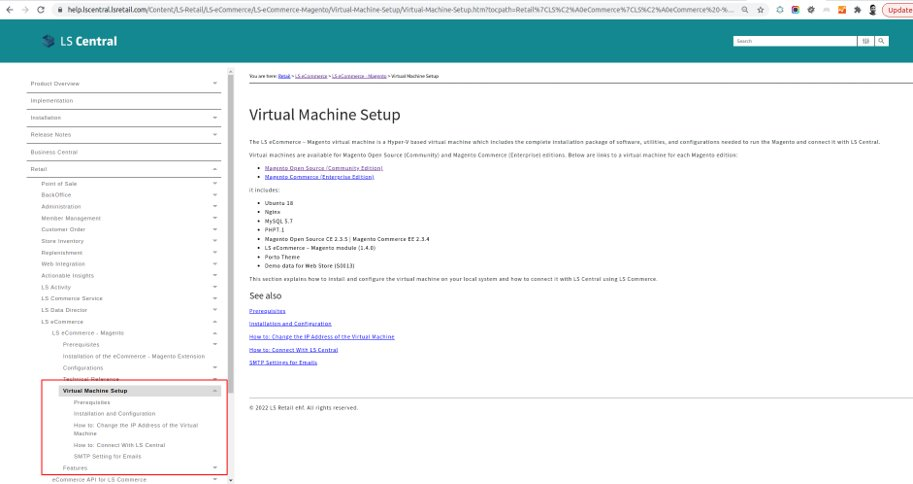 help.lscentral.lsretail.com/Content/LS-Retail/LS-eCommerce/LS-eCommerce-Magento/Virtual-Machine-Setup/Virtual-Machine-Setup.htm?tocpath=Retail%7CLS%C2%A0eCommerce%7CLS%C2%A0eCommerce%20-%...
Update
LS Central
Search
Product Overview
Implementation
Installation
Release Notes
Business Central
Retail
Point of Sale
BackOffice
Administration
Member Management
Customer Order
Store Inventory
Replenishment
Web Integration
Actionable Insights
LS Activity
LS Commerce Service
LS Data Director
LS eCommerce
LS eCommerce - Magento
Prerequisites
Installation of the eCommerce - Magento Extension
Configurations
Technical Reference
Virtual Machine Setup
Prerequisites
Installation and Configuration
How to: Change the IP Address of the Virtual
Machine
How to: Connect With LS Central
SMTP Setting for Emails
Features
eCommerce API for LS Commerce
You are here: Retail > LS eCommerce > LS eCommerce - Magento > Virtual Machine Setup
Virtual Machine Setup
The LS eCommerce – Magento virtual machine is a Hyper-V based virtual machine which includes the complete installation package of software, utilities, and configurations needed to run the Magento and connect it with LS Central.
Virtual machines are available for Magento Open Source (Community) and Magento Commerce (Enterprise) editions. Below are links to a virtual machine for each Magento edition:
• Magento Open Source (Community Edition)
• Magento Commerce (Enterprise Edition)
It includes:
• Ubuntu 18
• Nginx
• MySQL 5.7
• PHP7.1
• Magento Open Source CE 2.3.5 | Magento Commerce EE 2.3.4
• LS eCommerce – Magento module (1.4.0)
• Porto Theme
• Demo data for Web Store (S0013)
This section explains how to install and configure the virtual machine on your local system and how to connect it with LS Central using LS Commerce.
See also
Prerequisites
Installation and Configuration
How to: Change the IP Address of the Virtual Machine
How to: Connect With LS Central
SMTP Settings for Emails
© 2022 LS Retail ehf. All rights reserved.